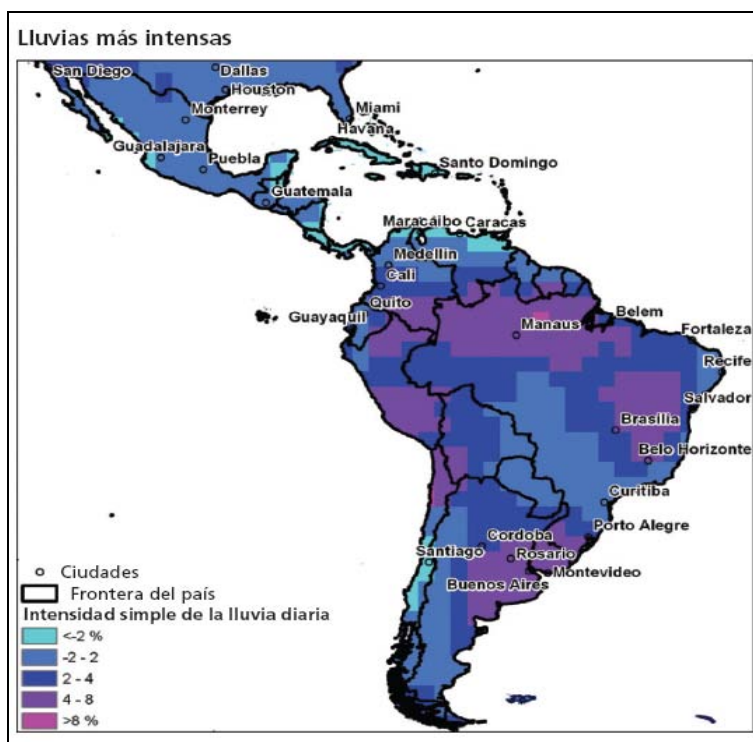 Lluvias más intensas
San Diego
Dallas
Houston
Monterrey
Miami
Havana
Guadalajara
Puebla
Santo Domingo
Guatemala
Maracáibo
Caracas
Medellin
Cali
Quito
Guayaquil
Belem
Manaus
Fortaleza
Recife
Salvador
Brasilia
Belo Horizonte
Curitiba
Porto Alegre
Cordoba
Santiago
Rosario
Montevideo
Buenos Aires
Ciudades
Frontera del país
Intensidad simple de la lluvia diaria
<-2 %
-2 - 2
2 - 4
4 - 8
>8 %